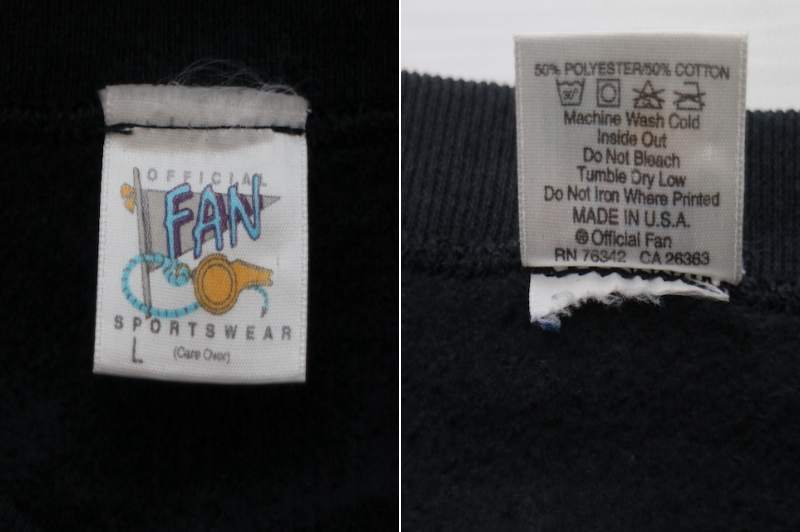 OFFICIAL
FAN
SPORTSWEAR
L (Care Over)
50% POLYESTER/50% COTTON
30°
Machine Wash Cold
Inside Out
Do Not Bleach
Tumble Dry Low
Do Not Iron Where Printed
MADE IN U.S.A.
Official Fan
RN 76342 CA 26363